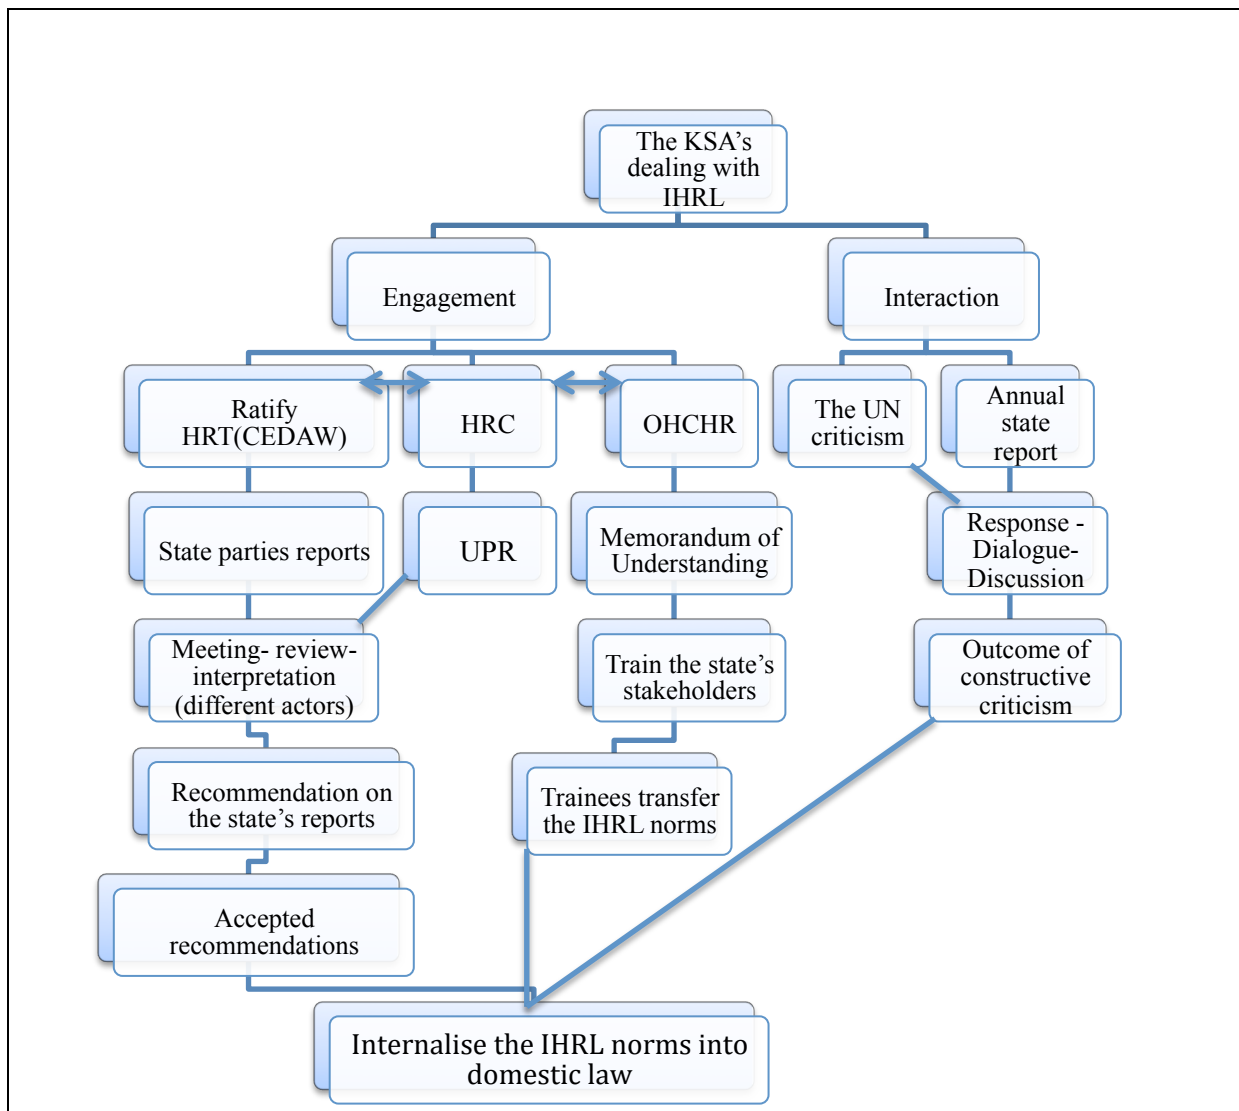 The KSA’s
dealing with
IHRL
Engagement
Interaction
Ratify
HRT(CEDAW)
HRC
OHCHR
The UN
criticism
Annual
state
report
State parties reports
UPR
Memorandum of
Understanding
Response -
Dialogue-
Discussion
Meeting- review-
interpretation
(different actors)
Train the state’s
stakeholders
Outcome of
constructive
criticism
Recommendation on
the state’s reports
Trainees transfer
the IHRL norms
Accepted
recommendations
Internalise the IHRL norms into
domestic law